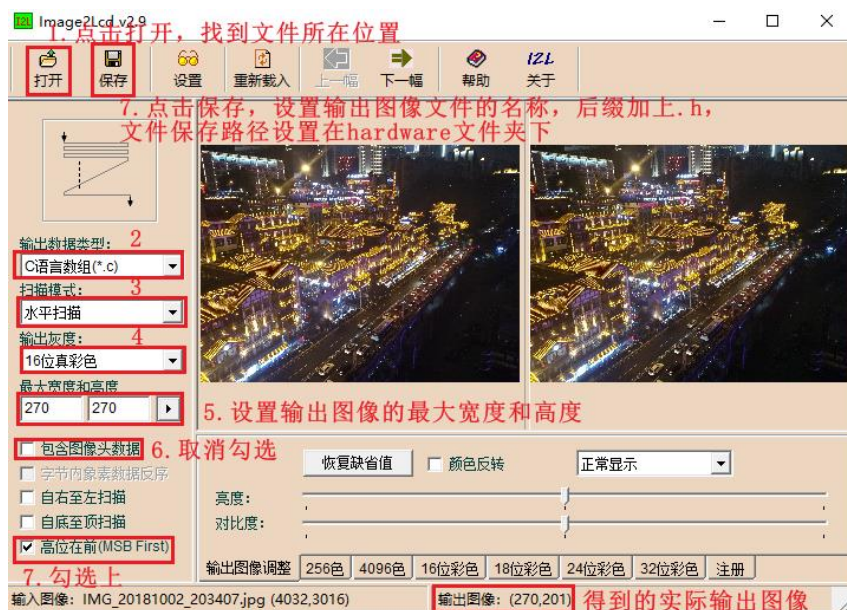 Image2Lcd v2.9
1.点击打开，找到文件所在位置
打开 保存 设置 重新载入 上一幅 下一幅 帮助 关于
I2L
7.点击保存，设置输出图像文件的名称，后缀加上.h，
文件保存路径设置在hardware文件夹下
输出数据类型： 2
C语言数组(*.c)
扫描模式： 3
水平扫描
输出灰度： 4
16位真彩色
最大宽度和高度
270 270
5.设置输出图像的最大宽度和高度
包含图像头数据 6.取消勾选
字节内象素数据反序
自右至左扫描
自底至顶扫描
高位在前(MSB First)
7.勾选上
恢复缺省值 颜色反转 正常显示
亮度：
对比度：
输出图像调整 256色 4096色 16位彩色 18位彩色 24位彩色 32位彩色 注册
输入图像: IMG_20181002_203407.jpg (4032,3016) 输出图像: (270,201) 得到的实际输出图像